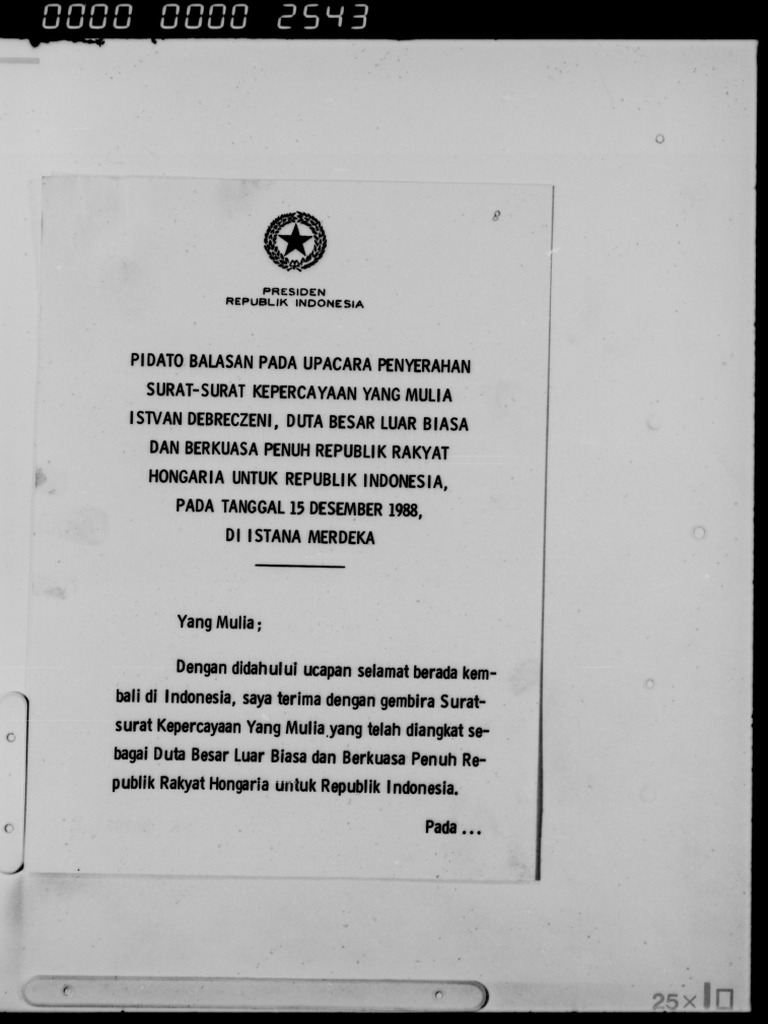 0000 0000 2543
8
PRESIDEN
REPUBLIK INDONESIA
PIDATO BALASAN PADA UPACARA PENYERAHAN
SURAT-SURAT KEPERCAYAAN YANG MULIA
ISTVAN DEBRECZENI, DUTA BESAR LUAR BIASA
DAN BERKUASA PENUH REPUBLIK RAKYAT
HONGARIA UNTUK REPUBLIK INDONESIA,
PADA TANGGAL 15 DESEMBER 1988,
DI ISTANA MERDEKA
Yang Mulia;
Dengan didahului ucapan selamat berada kem-
bali di Indonesia, saya terima dengan gembira Surat-
surat Kepercayaan Yang Mulia yang telah diangkat se-
bagai Duta Besar Luar Biasa dan Berkuasa Penuh Re-
publik Rakyat Hongaria untuk Republik Indonesia.
Pada ...
25×